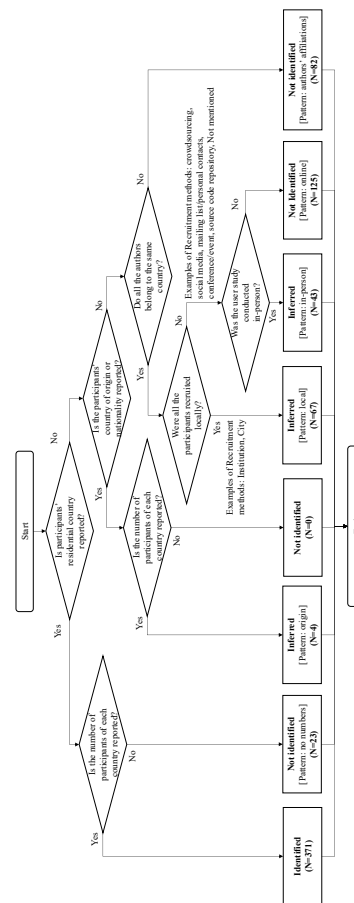 Start
Is participants'
residential country
reported?
Yes
No
Is the number of
participants of each
country reported?
Yes
No
Is the participants'
country of origin or
nationality reported?
Yes
No
Is the number of
participants of each
country reported?
Yes
No
Do all the authors
belong to the same
country?
Yes
No
Were all the
participants recruited
locally?
Yes
No
Examples of Recruitment
methods: Institution, City
Examples of Recruitment methods: crowdsourcing,
social media, mailing list/personal contacts,
conference/event, source code repository, Not mentioned
Was the user study
conducted
in-person?
Yes
No
Identified
(N=371)
Not identified
[Pattern: no numbers]
(N=23)
Inferred
[Pattern: origin]
(N=4)
Not identified
(N=0)
Inferred
[Pattern: local]
(N=67)
Inferred
[Pattern: in-person]
(N=43)
Not Identified
[Pattern: online]
(N=125)
Not identified
[Pattern: authors' affiliations]
(N=82)